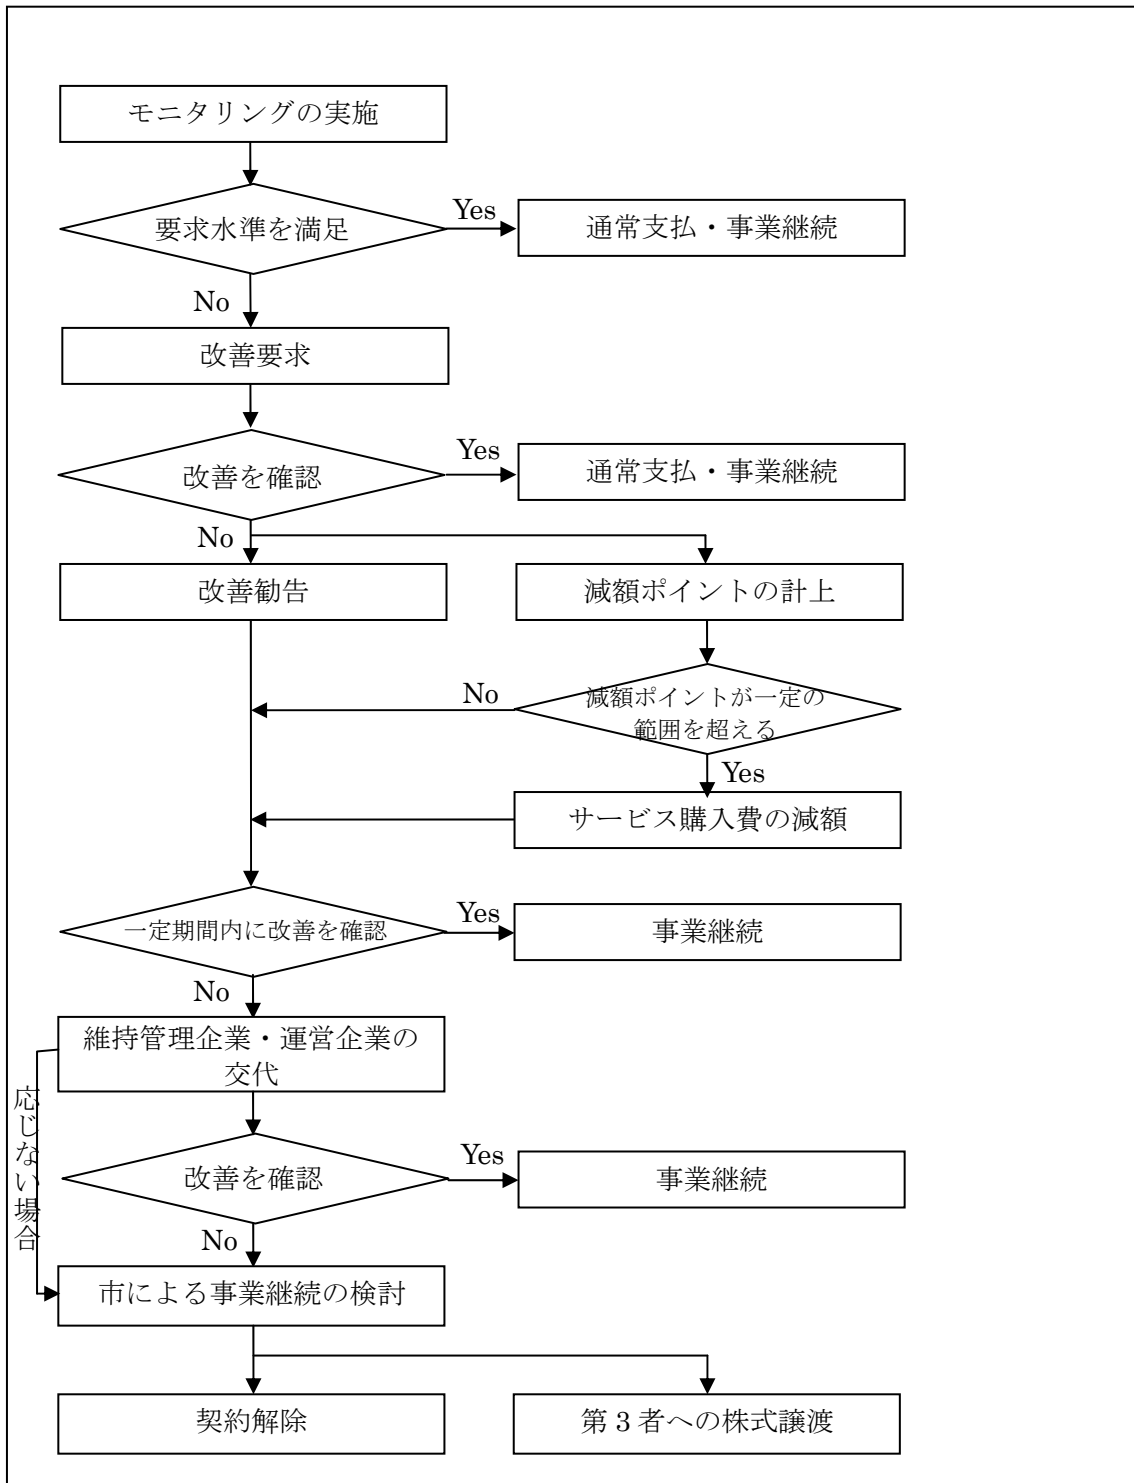 モニタリングの実施
要求水準を満足
Yes
通常支払・事業継続
No
改善要求
改善を確認
Yes
通常支払・事業継続
No
改善勧告
減額ポイントの計上
減額ポイントが一定の
範囲を超える
No
Yes
サービス購入費の減額
一定期間内に改善を確認
Yes
事業継続
No
維持管理企業・運営企業の
交代
応じない場合
改善を確認
Yes
事業継続
No
市による事業継続の検討
契約解除
第3者への株式譲渡